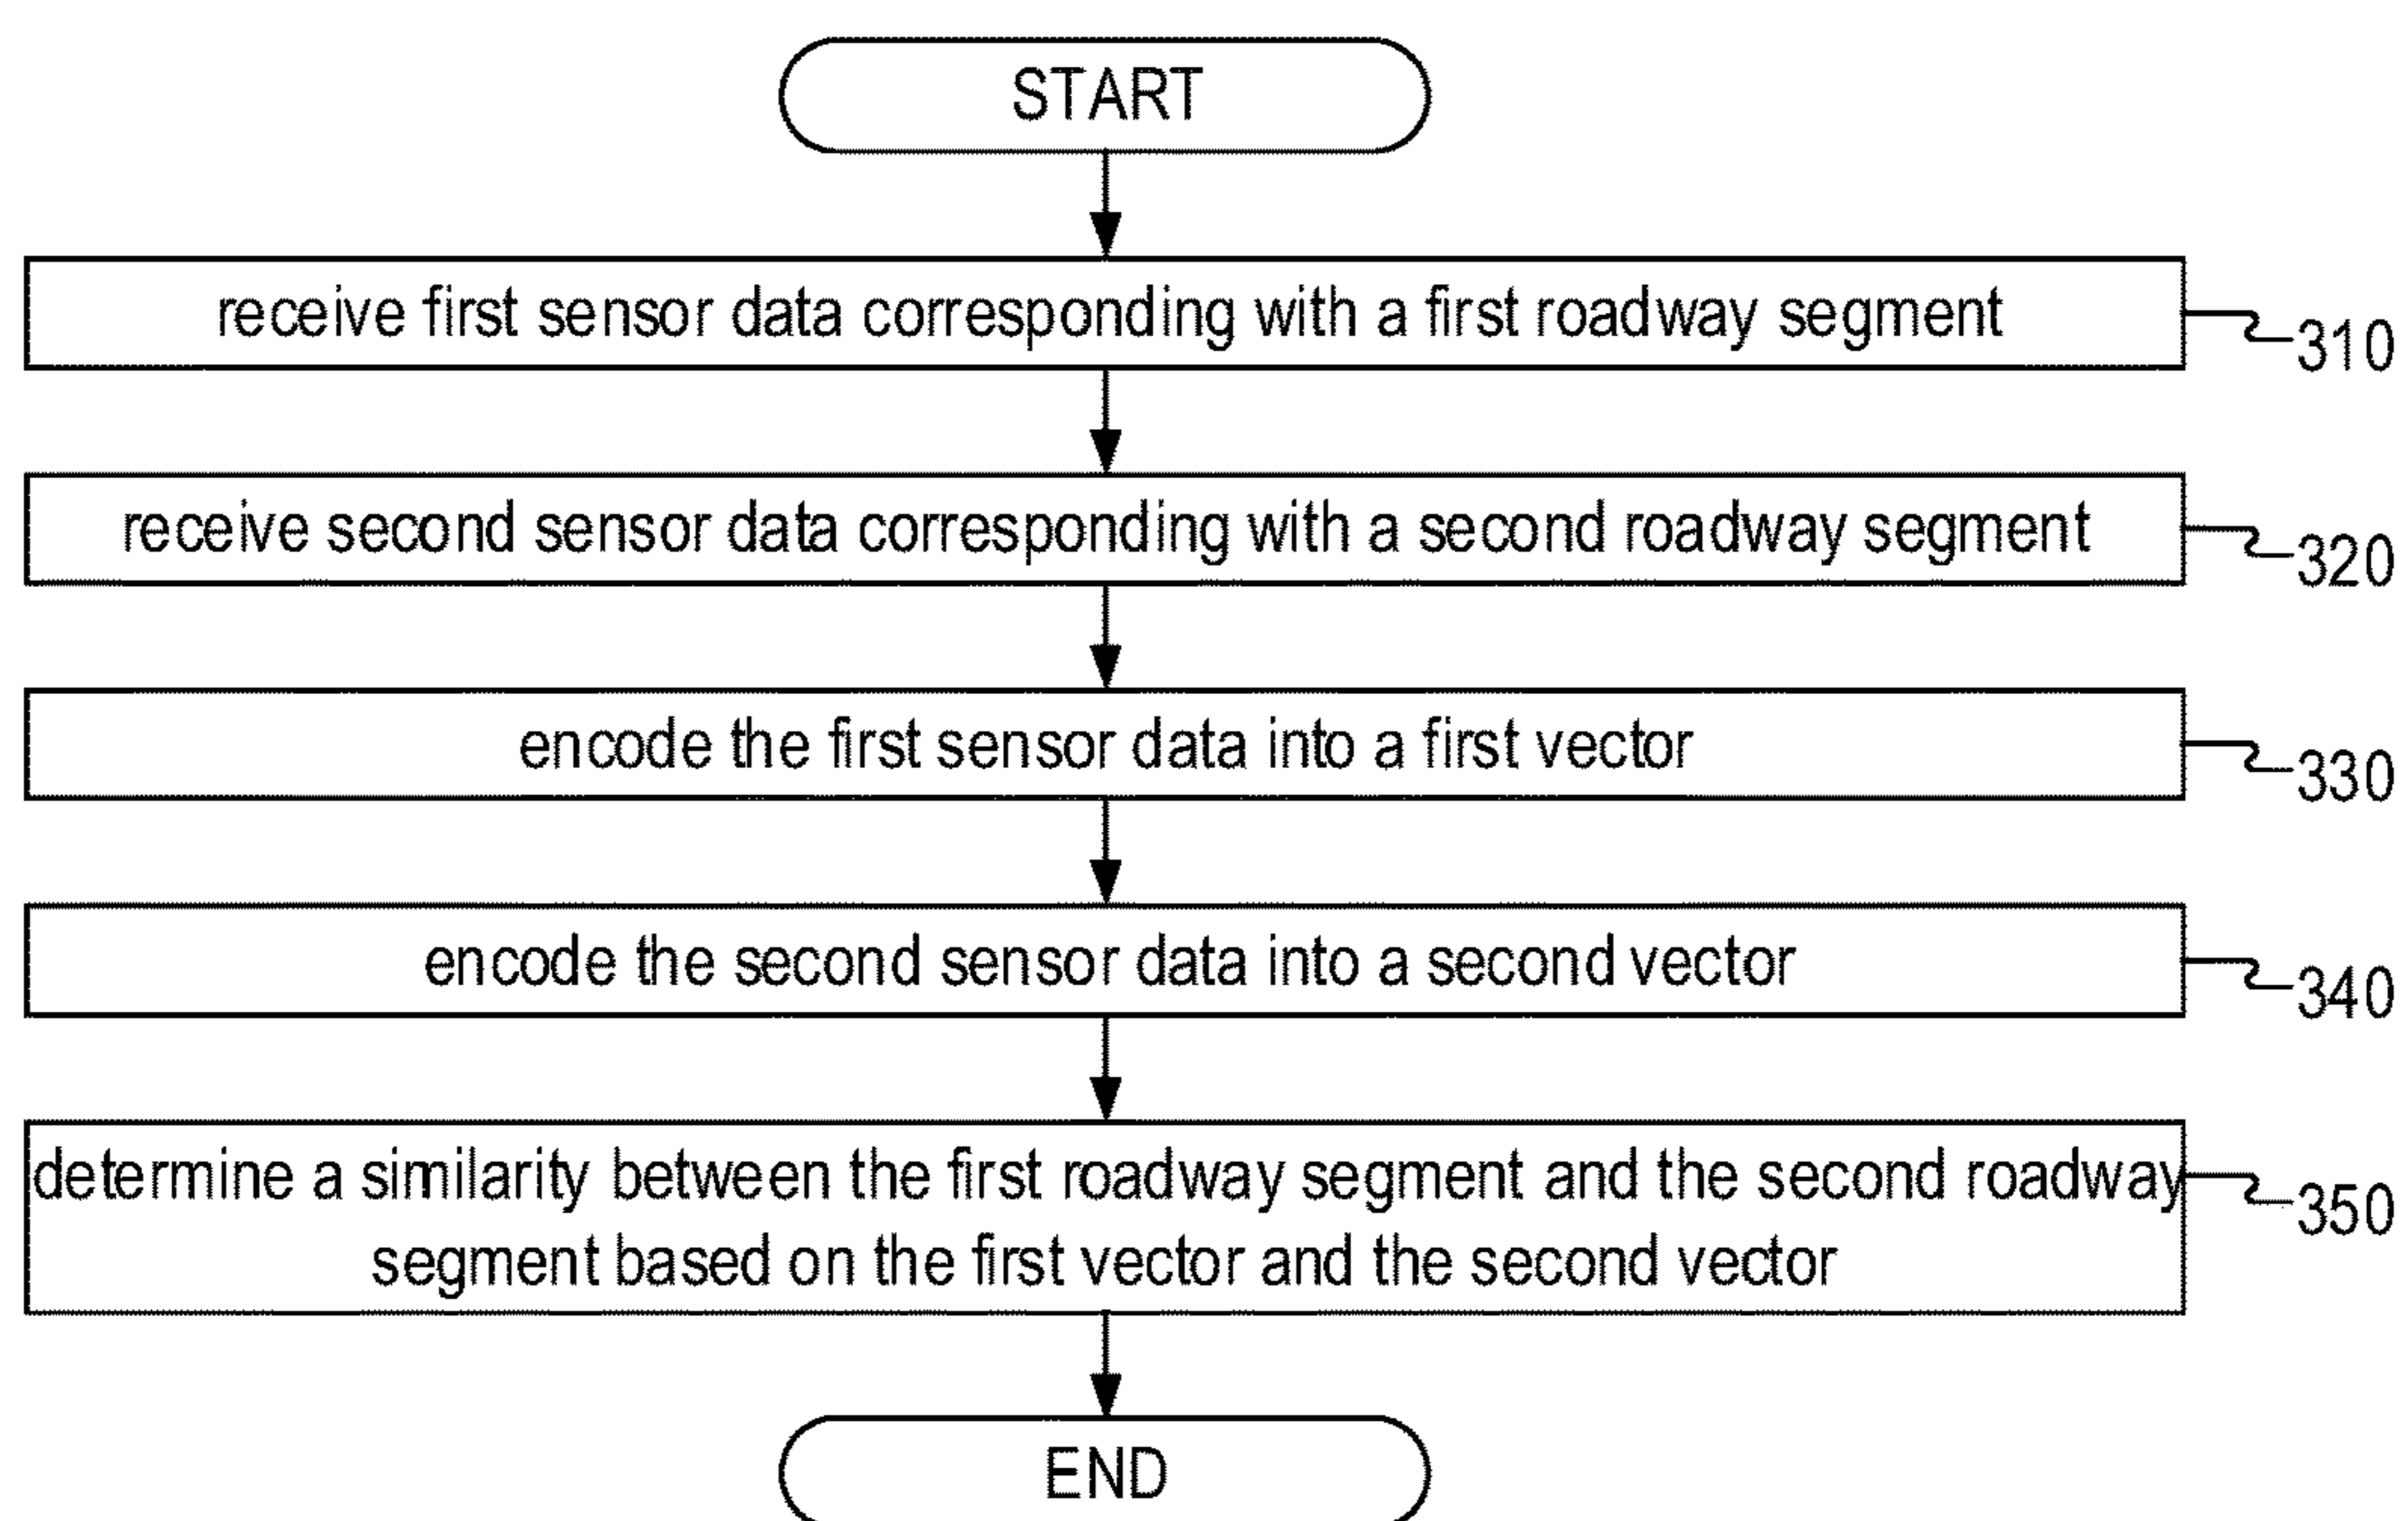 START
receive first sensor data corresponding with a first roadway segment
310
receive second sensor data corresponding with a second roadway segment
320
encode the first sensor data into a first vector
330
encode the second sensor data into a second vector
340
determine a similarity between the first roadway segment and the second roadway
segment based on the first vector and the second vector
350
END